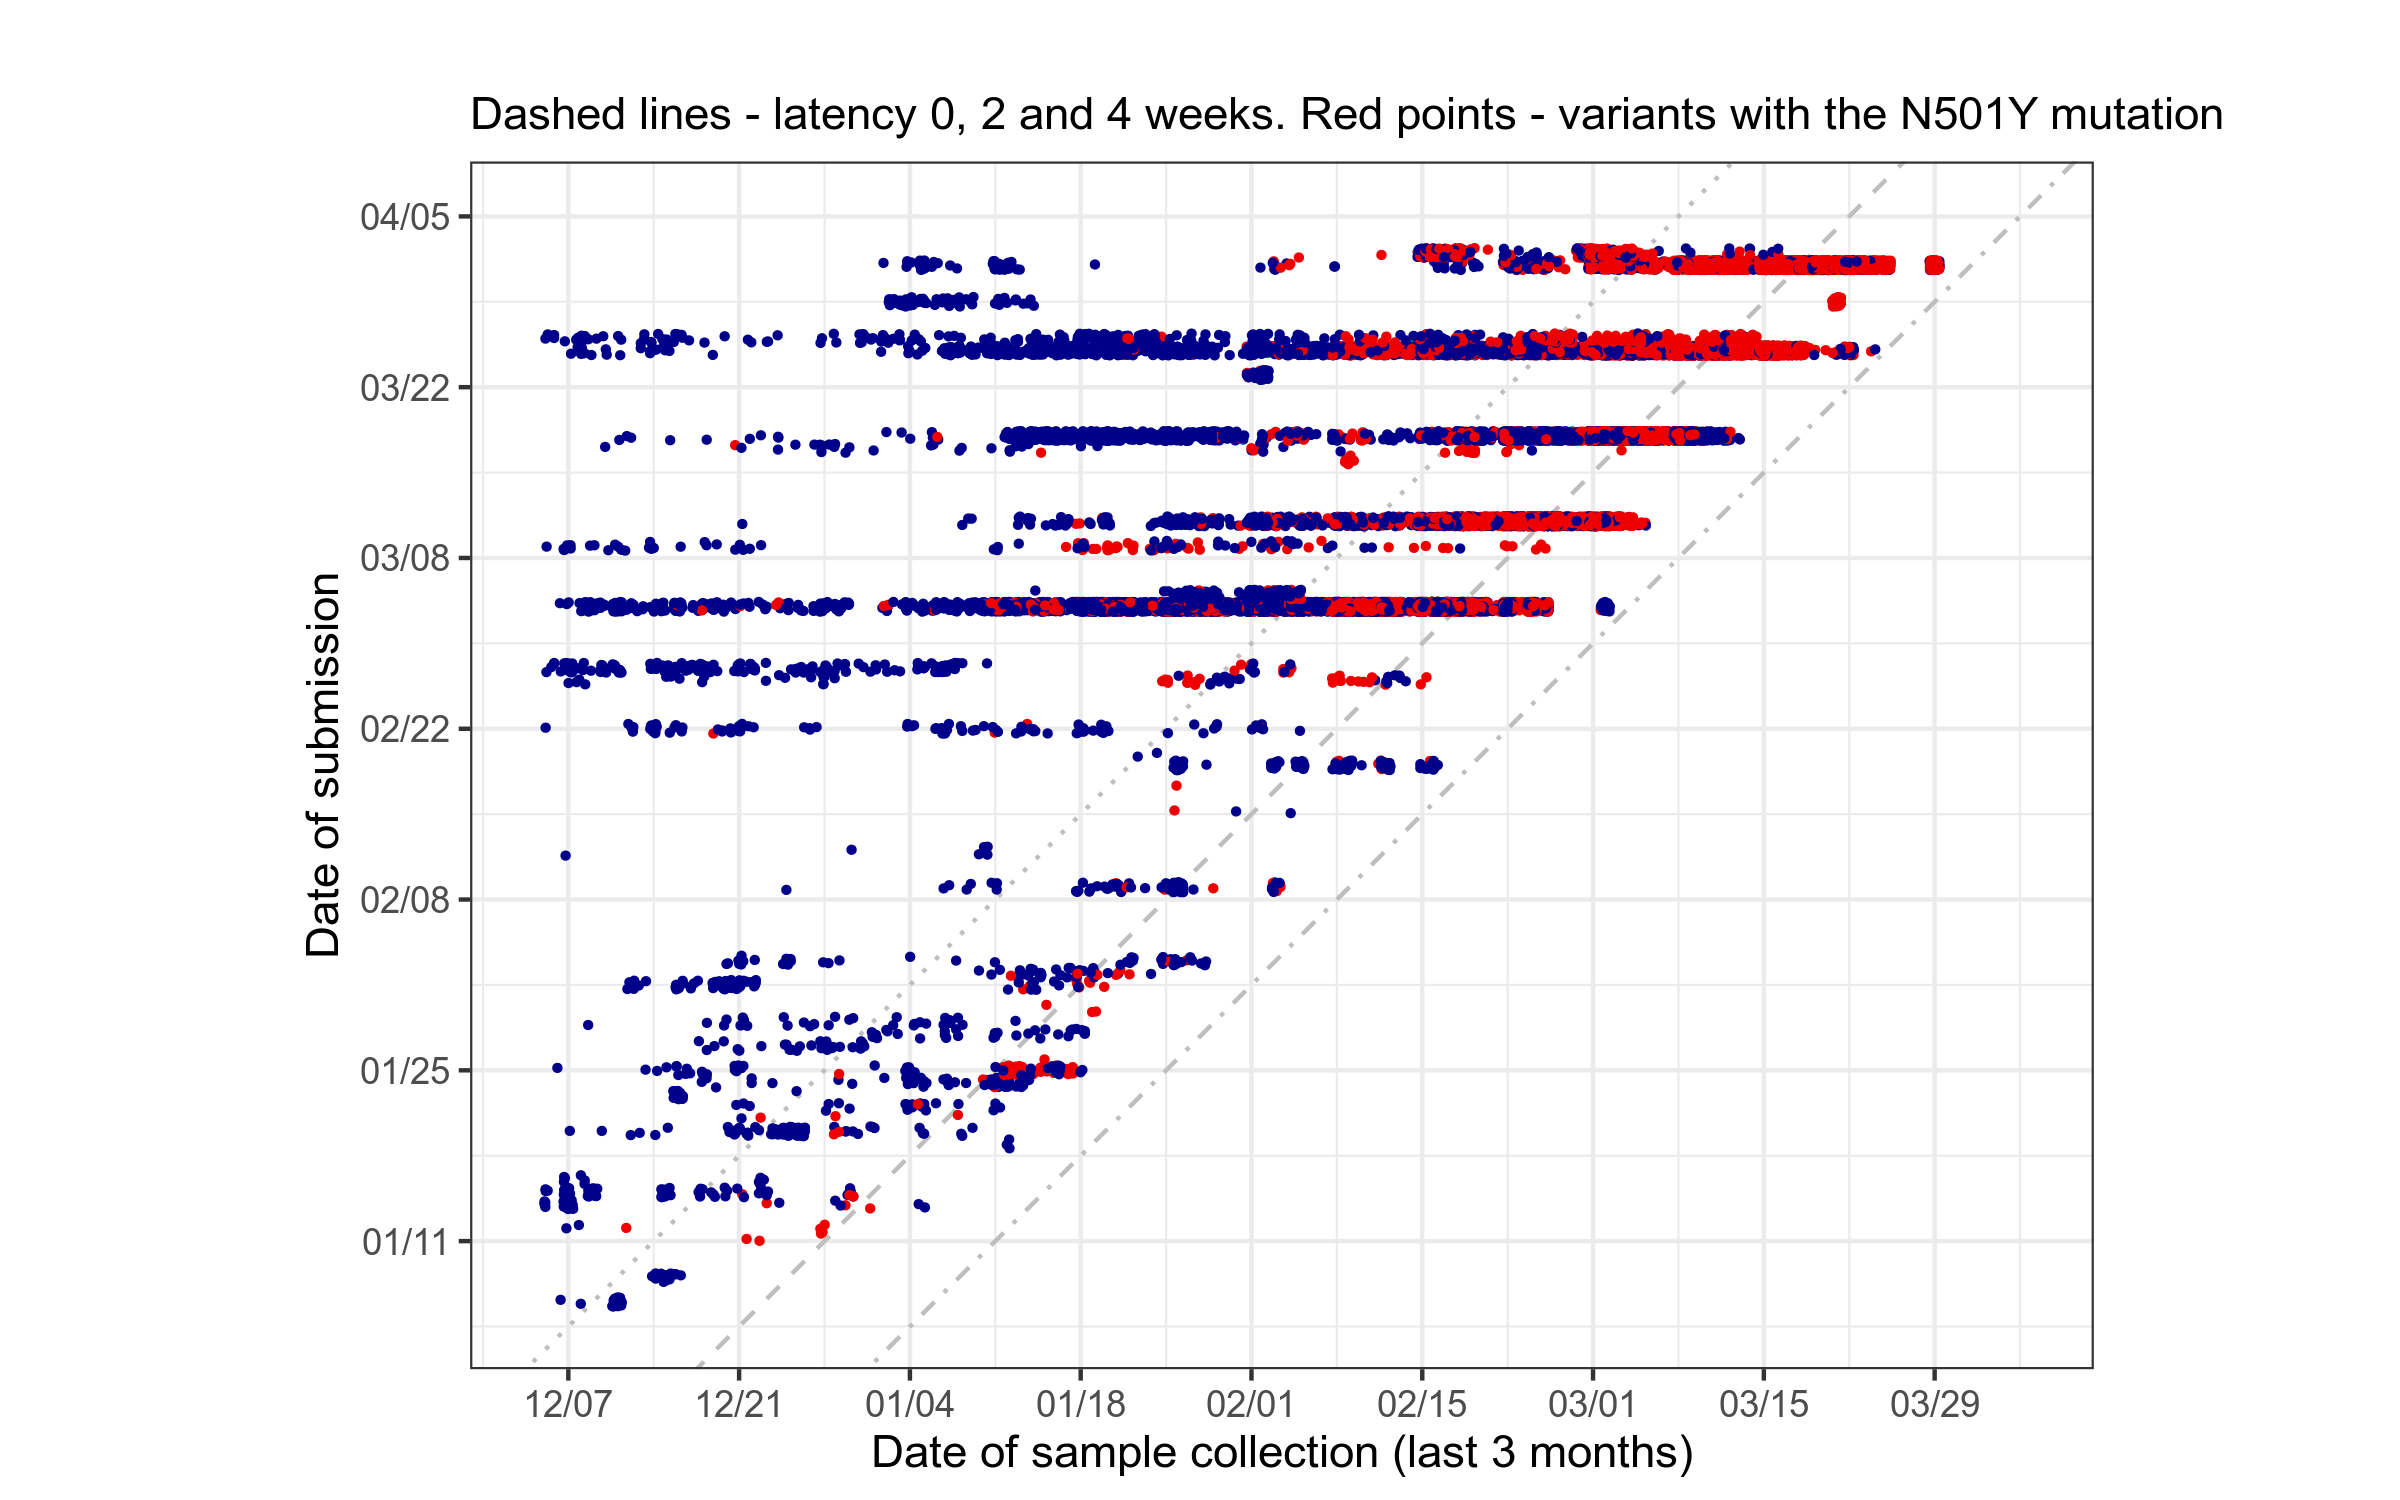 Dashed lines - latency 0, 2 and 4 weeks. Red points - variants with the N501Y mutation
Date of submission
04/05
03/22
03/08
02/22
02/08
01/25
01/11
12/07 12/21 01/04 01/18 02/01 02/15 03/01 03/15 03/29
Date of sample collection (last 3 months)